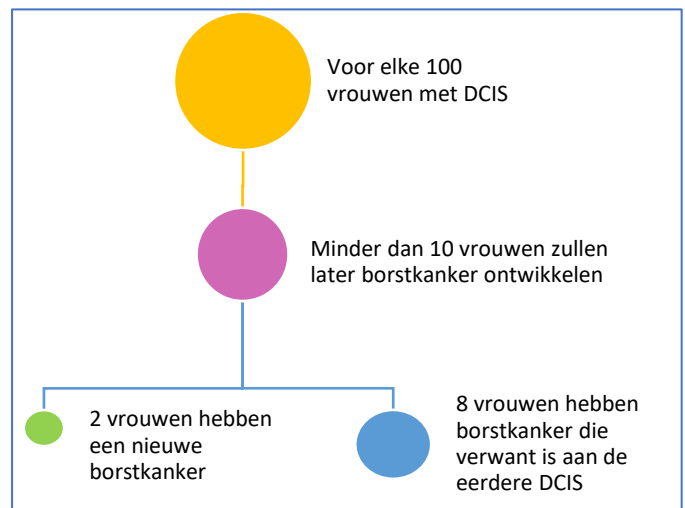 Voor elke 100
vrouwen met DCIS
Minder dan 10 vrouwen zullen
later borstkanker ontwikkelen
2 vrouwen hebben
een nieuwe
borstkanker
8 vrouwen hebben
borstkanker die
verwant is aan de
eerdere DCIS